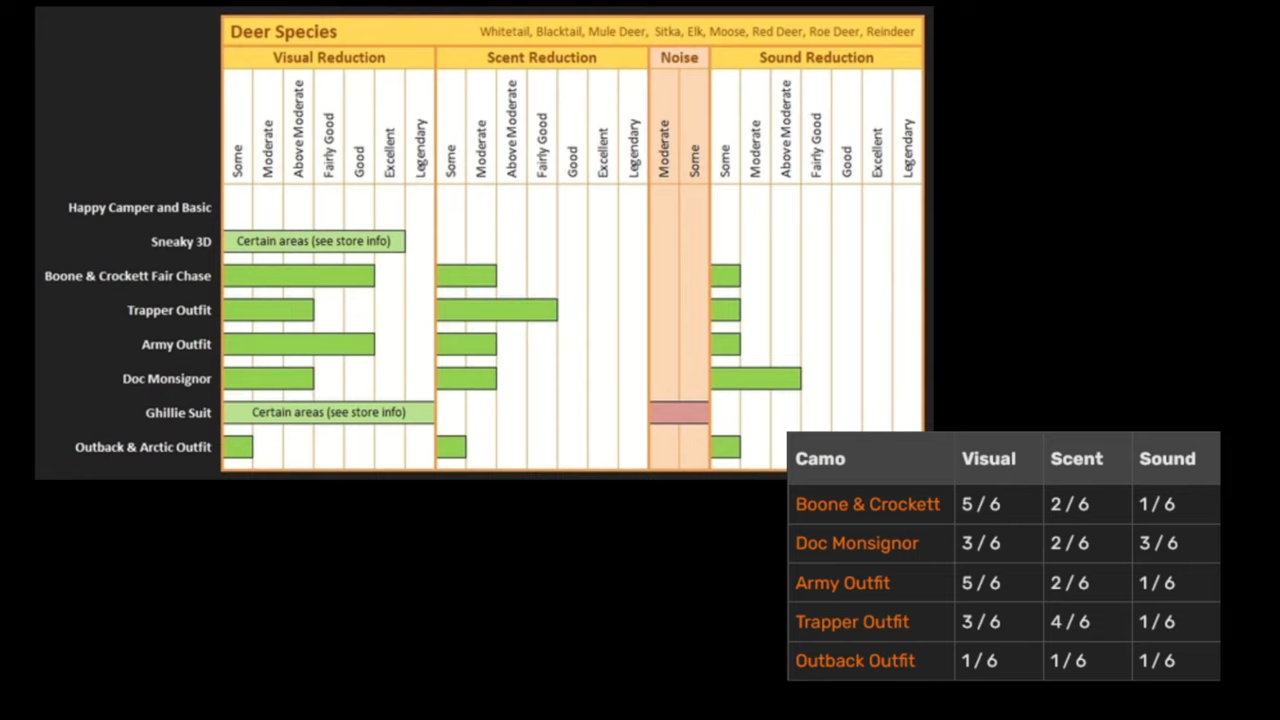 Deer Species Whitetail, Blacktail, Mule Deer, Sitka, Elk, Moose, Red Deer, Roe Deer, Reindeer
Visual Reduction Scent Reduction Noise Sound Reduction
Some Moderate Above Moderate Fairly Good Good Excellent Legendary Some Moderate Above Moderate Fairly Good Good Excellent Legendary Moderate Some Some Moderate Above Moderate Fairly Good Good Excellent Legendary
Happy Camper and Basic
Sneaky 3D Certain areas (see store info)
Boone & Crockett Fair Chase
Trapper Outfit
Army Outfit
Doc Monsignor
Ghillie Suit Certain areas (see store info)
Outback & Arctic Outfit
Camo Visual Scent Sound
Boone & Crockett 5 / 6 2 / 6 1 / 6
Doc Monsignor 3 / 6 2 / 6 3 / 6
Army Outfit 5 / 6 2 / 6 1 / 6
Trapper Outfit 3 / 6 4 / 6 1 / 6
Outback Outfit 1 / 6 1 / 6 1 / 6